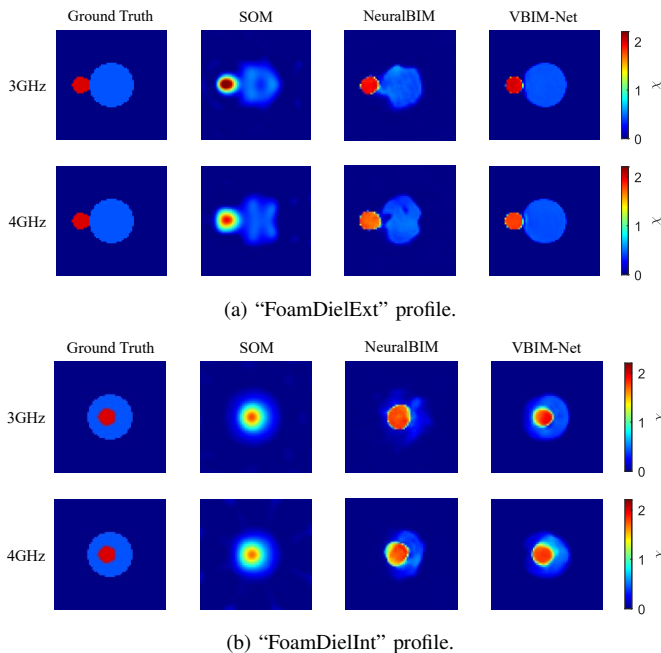 Ground Truth SOM NeuralBIM VBIM-Net
3GHz
2
1
0
χ
4GHz
2
1
0
χ
(a) “FoamDielExt” profile.
Ground Truth SOM NeuralBIM VBIM-Net
3GHz
2
1
0
χ
4GHz
2
1
0
χ
(b) “FoamDielInt” profile.